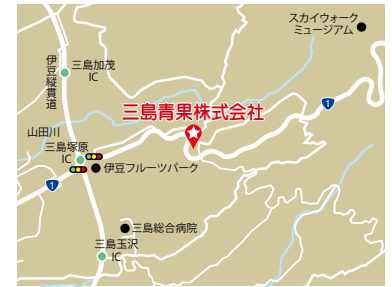 スカイウォーク
ミュージアム
伊豆縦貫道
三島加茂
IC
三島青果株式会社
1
山田川
三島塚原
IC
伊豆フルーツパーク
1
三島総合病院
三島玉沢
IC